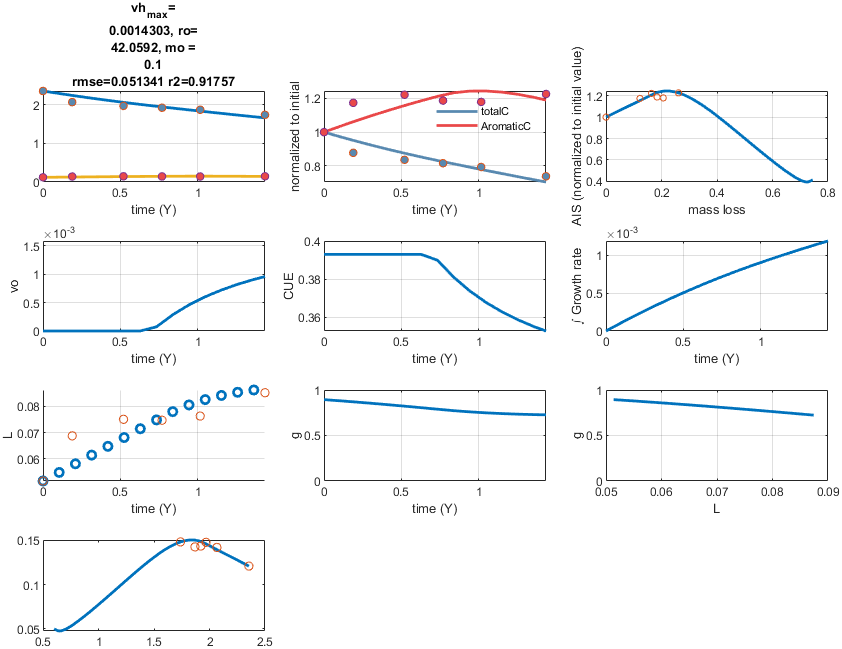 vh_max =
0.0014303, ro=
42.0592, mo =
0.1
rmse=0.051341 r2=0.91757
2
1
0
0 0.5 1
time (Y)
normalized to initial
1.2
1
0.8
0 0.5 1
time (Y)
totalC
AromaticC
AIS (normalized to initial value)
1.2
1
0.8
0.6
0.4
0 0.2 0.4 0.6 0.8
mass loss
×10^-3
vo
1.5
1
0.5
0
0 0.5 1
time (Y)
CUE
0.4
0.38
0.36
0 0.5 1
time (Y)
×10^-3
∫ Growth rate
1
0.5
0
0 0.5 1
time (Y)
L
0.08
0.07
0.06
0 0.5 1
time (Y)
g
1
0.5
0
0 0.5 1
time (Y)
g
1
0.5
0
0.05 0.06 0.07 0.08 0.09
L
0.15
0.1
0.05
0.5 1 1.5 2 2.5